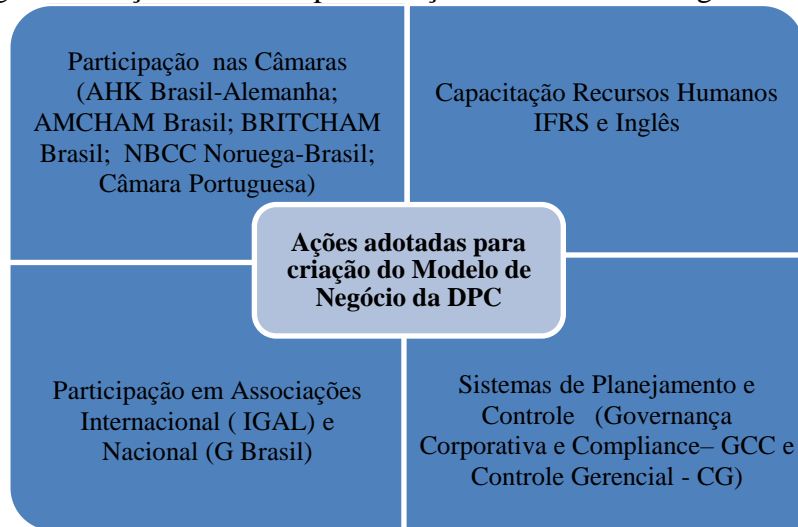 Participação nas Câmaras
(AHK Brasil-Alemanha;
AMCHAM Brasil; BRITCHAM
Brasil; NBCC Noruega-Brasil;
Câmara Portuguesa)
Capacitação Recursos Humanos
IFRS e Inglês
Ações adotadas para
criação do Modelo de
Negócio da DPC
Participação em Associações
Internacional ( IGAL) e
Nacional (G Brasil)
Sistemas de Planejamento e
Controle (Governança
Corporativa e Compliance– GCC e
Controle Gerencial - CG)